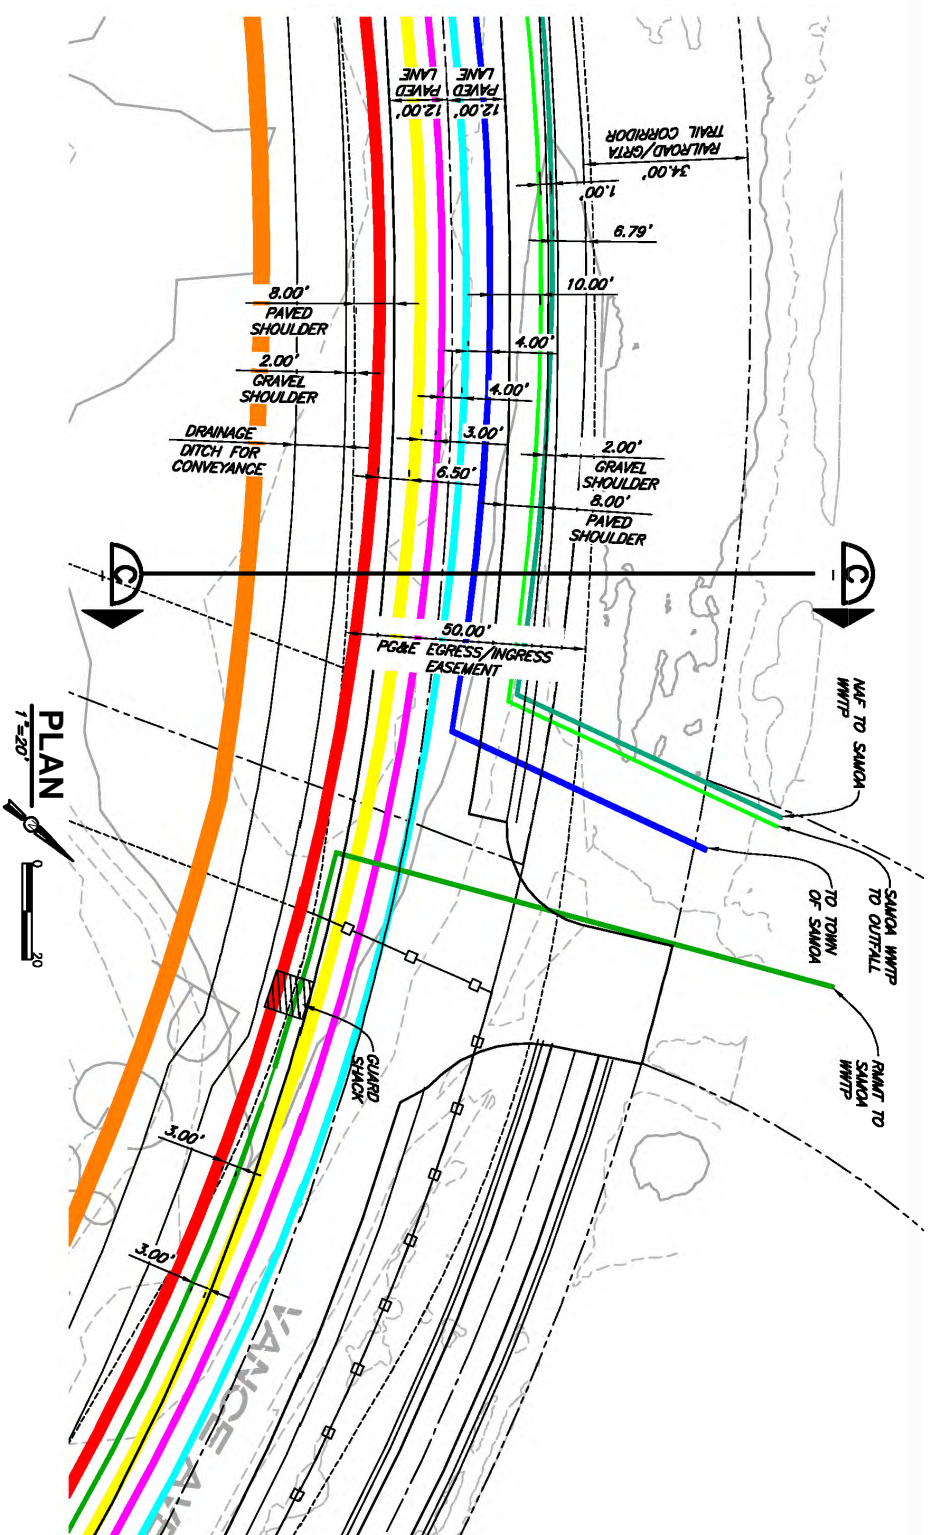 12.00'
PAVED
LANE
12.00'
PAVED
LANE
34.00'
RAILROAD/GRTA
TRAIL CORRIDOR
1.00'
6.79'
10.00'
8.00'
PAVED
SHOULDER
4.00'
2.00'
GRAVEL
SHOULDER
4.00'
DRAINAGE
DITCH FOR
CONVEYANCE
3.00'
6.50'
2.00'
GRAVEL
SHOULDER
8.00'
PAVED
SHOULDER
C
C
50.00'
PG&E EGRESS/INGRESS
EASEMENT
NAF TO SAMOA
WWTP
PLAN
1"=20'
0
20
SAMOA WWTP
TO OUTFALL
TO TOWN
OF SAMOA
RMMT TO
SAMOA
WWTP
GUARD
SHACK
3.00'
3.00'
VANCE AVE